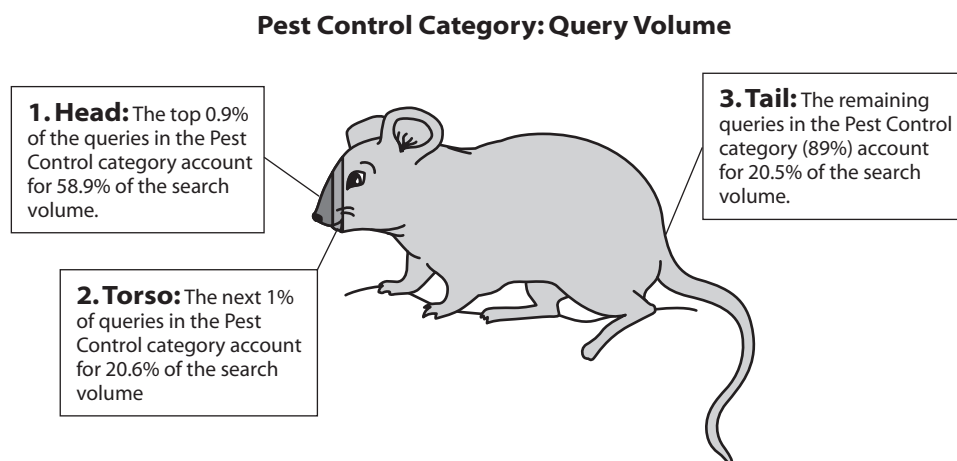 Pest Control Category: Query Volume
1. Head: The top 0.9%
of the queries in the Pest
Control category account
for 58.9% of the search
volume.
2. Torso: The next 1%
of queries in the Pest
Control category account
for 20.6% of the search
volume
3. Tail: The remaining
queries in the Pest Control
category (89%) account
for 20.5% of the search
volume.